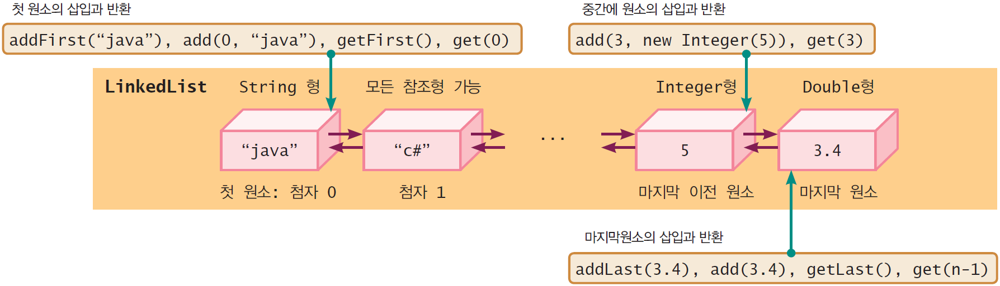 첫 원소의 삽입과 반환
중간에 원소의 삽입과 반환
addFirst(“java”), add(0, “java”), getFirst(), get(0)
add(3, new Integer(5)), get(3)
LinkedList
String 형
모든 참조형 가능
Integer형
Double형
“java”
“c#”
...
5
3.4
첫 원소: 첨자 0
첨자 1
마지막 이전 원소
마지막 원소
마지막원소의 삽입과 반환
addLast(3.4), add(3.4), getLast(), get(n-1)